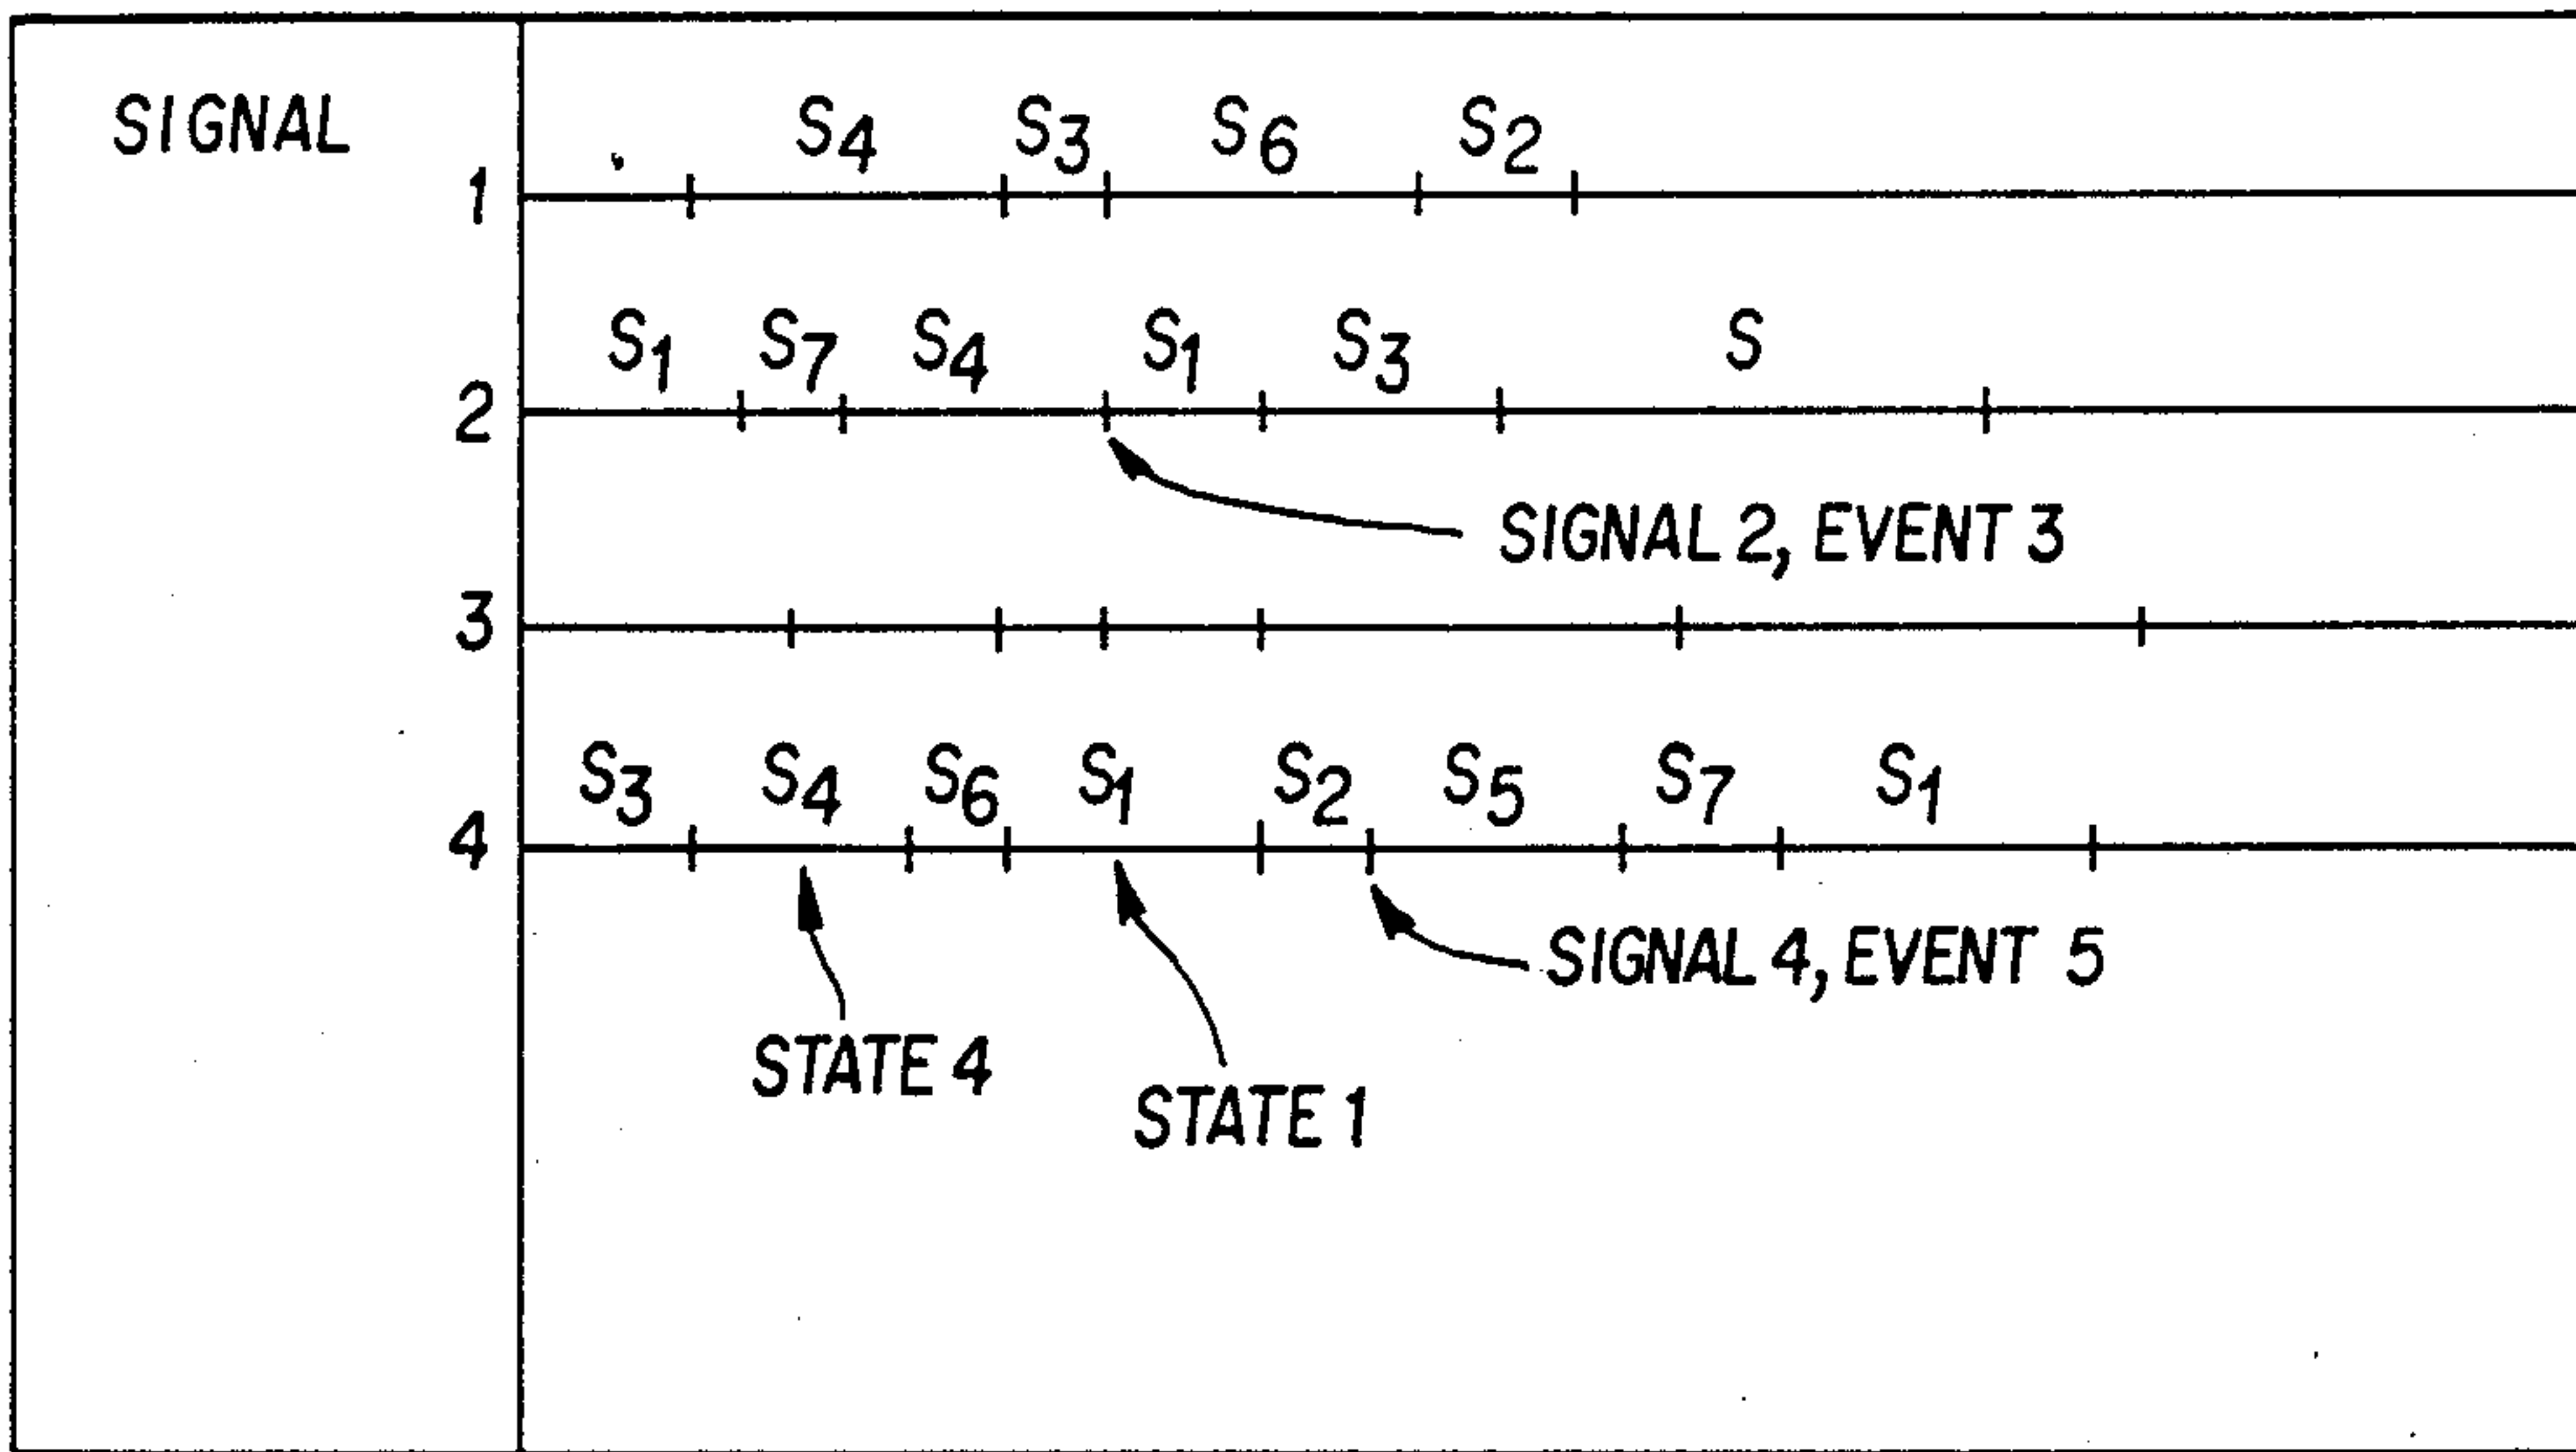 SIGNAL
S4 S3 S6 S2
1
S1 S7 S4 S1 S3 S
2
SIGNAL 2, EVENT 3
3
S3 S4 S6 S1 S2 S5 S7 S1
4
SIGNAL 4, EVENT 5
STATE 4
STATE 1